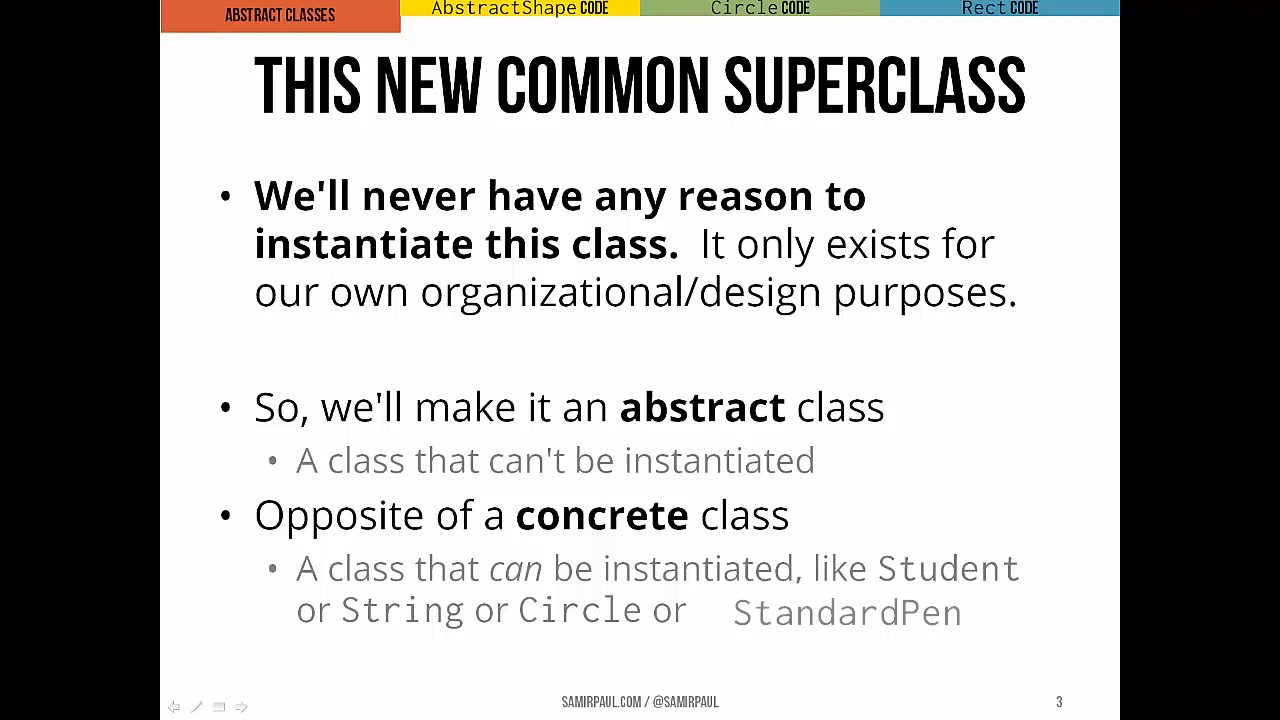 ABSTRACT CLASSES
AbstractShape CODE
Circle CODE
Rect CODE
THIS NEW COMMON SUPERCLASS
• We'll never have any reason to
instantiate this class. It only exists for
our own organizational/design purposes.
• So, we'll make it an abstract class
• A class that can't be instantiated
• Opposite of a concrete class
• A class that can be instantiated, like Student
or String or Circle or StandardPen
SAMIRPAUL.COM / @SAMIRPAUL
3